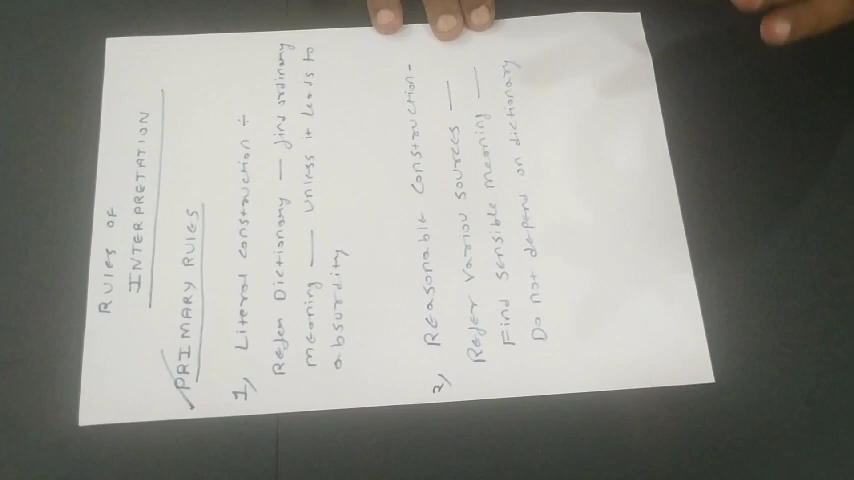 RULES OF
INTERPRETATION
PRIMARY RULES
1) Literal construction ÷
Refer Dictionary — find ordinary
meaning — unless it leads to
absurdity
2) Reasonable construction -
Refer Variou sources —
Find sensible meaning —
Do not depend on dictionary